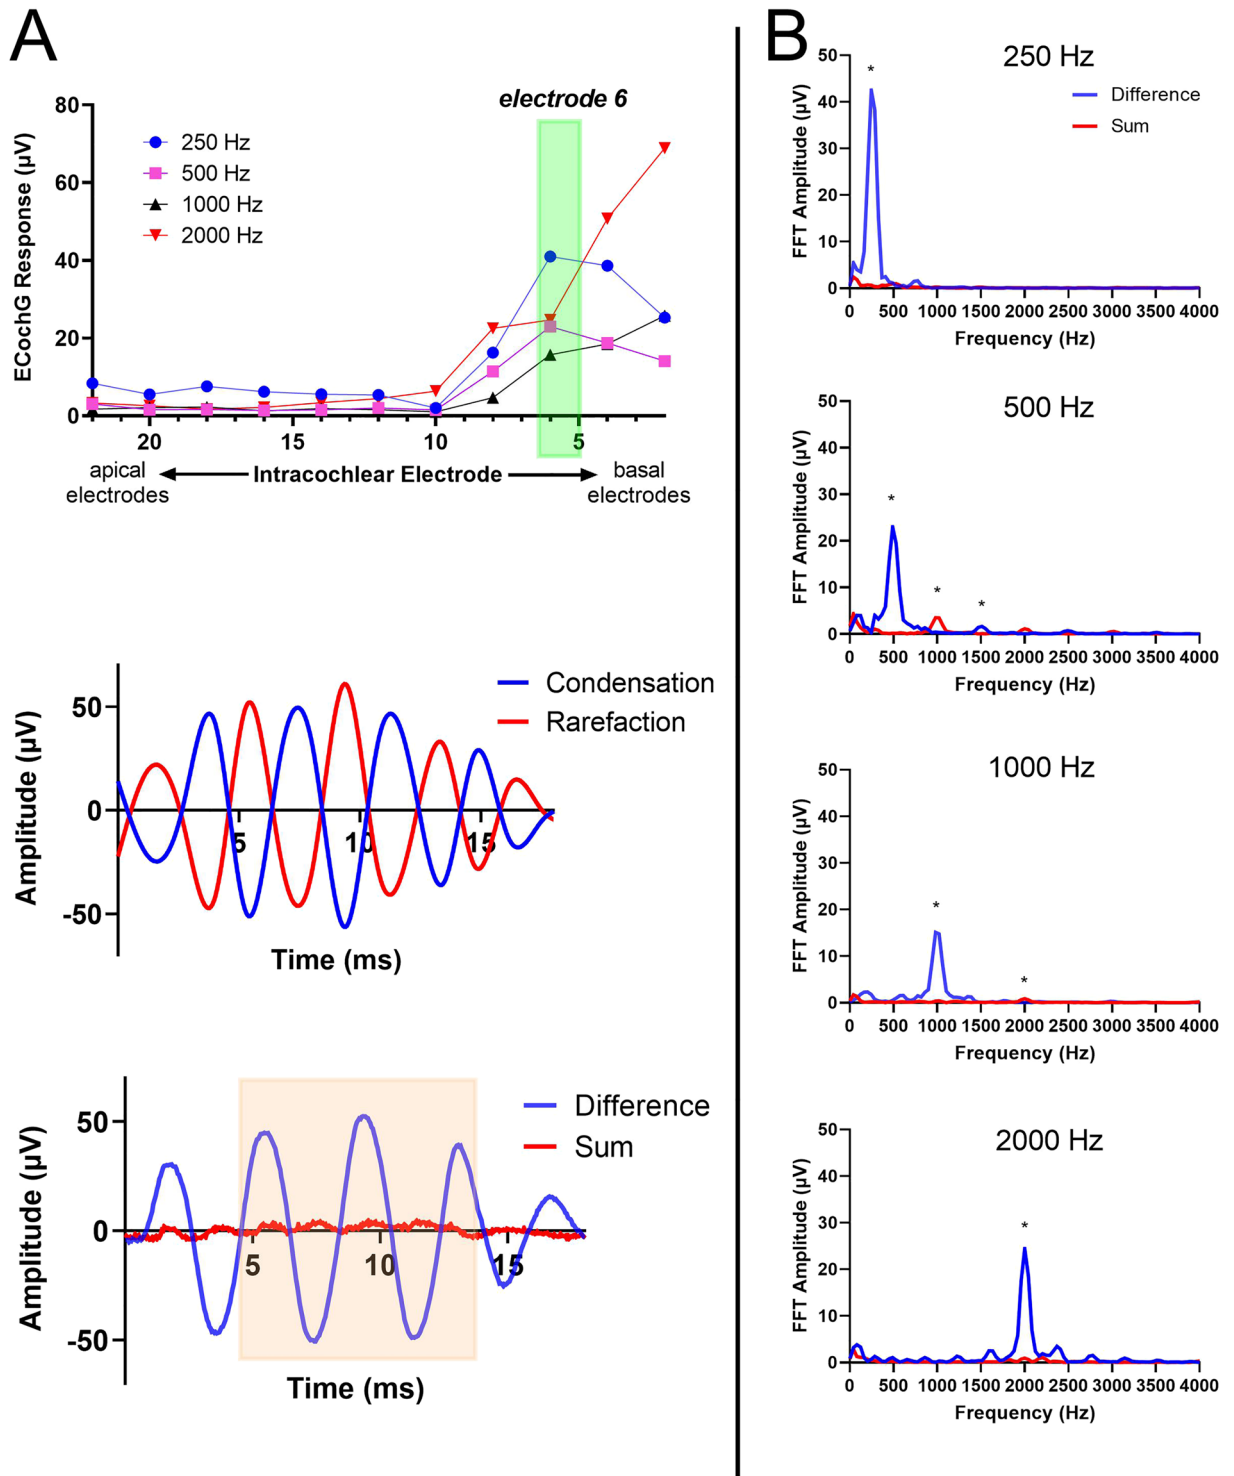 A
electrode 6
80
60
40
20
0
ECochG Response (µV)
250 Hz
500 Hz
1000 Hz
2000 Hz
20
15
10
5
apical
electrodes
Intracochlear Electrode
basal
electrodes
Condensation
Rarefaction
50
0
-50
Amplitude (µV)
5
10
15
Time (ms)
Difference
Sum
50
0
-50
Amplitude (µV)
5
10
15
Time (ms)
B
250 Hz
Difference
Sum
50
40
30
20
10
0
FFT Amplitude (µV)
*
0 500 1000 1500 2000 2500 3000 3500 4000
Frequency (Hz)
500 Hz
50
40
30
20
10
0
FFT Amplitude (µV)
*
*
*
0 500 1000 1500 2000 2500 3000 3500 4000
Frequency (Hz)
1000 Hz
50
40
30
20
10
0
FFT Amplitude (µV)
*
*
0 500 1000 1500 2000 2500 3000 3500 4000
Frequency (Hz)
2000 Hz
50
40
30
20
10
0
FFT Amplitude (µV)
*
0 500 1000 1500 2000 2500 3000 3500 4000
Frequency (Hz)